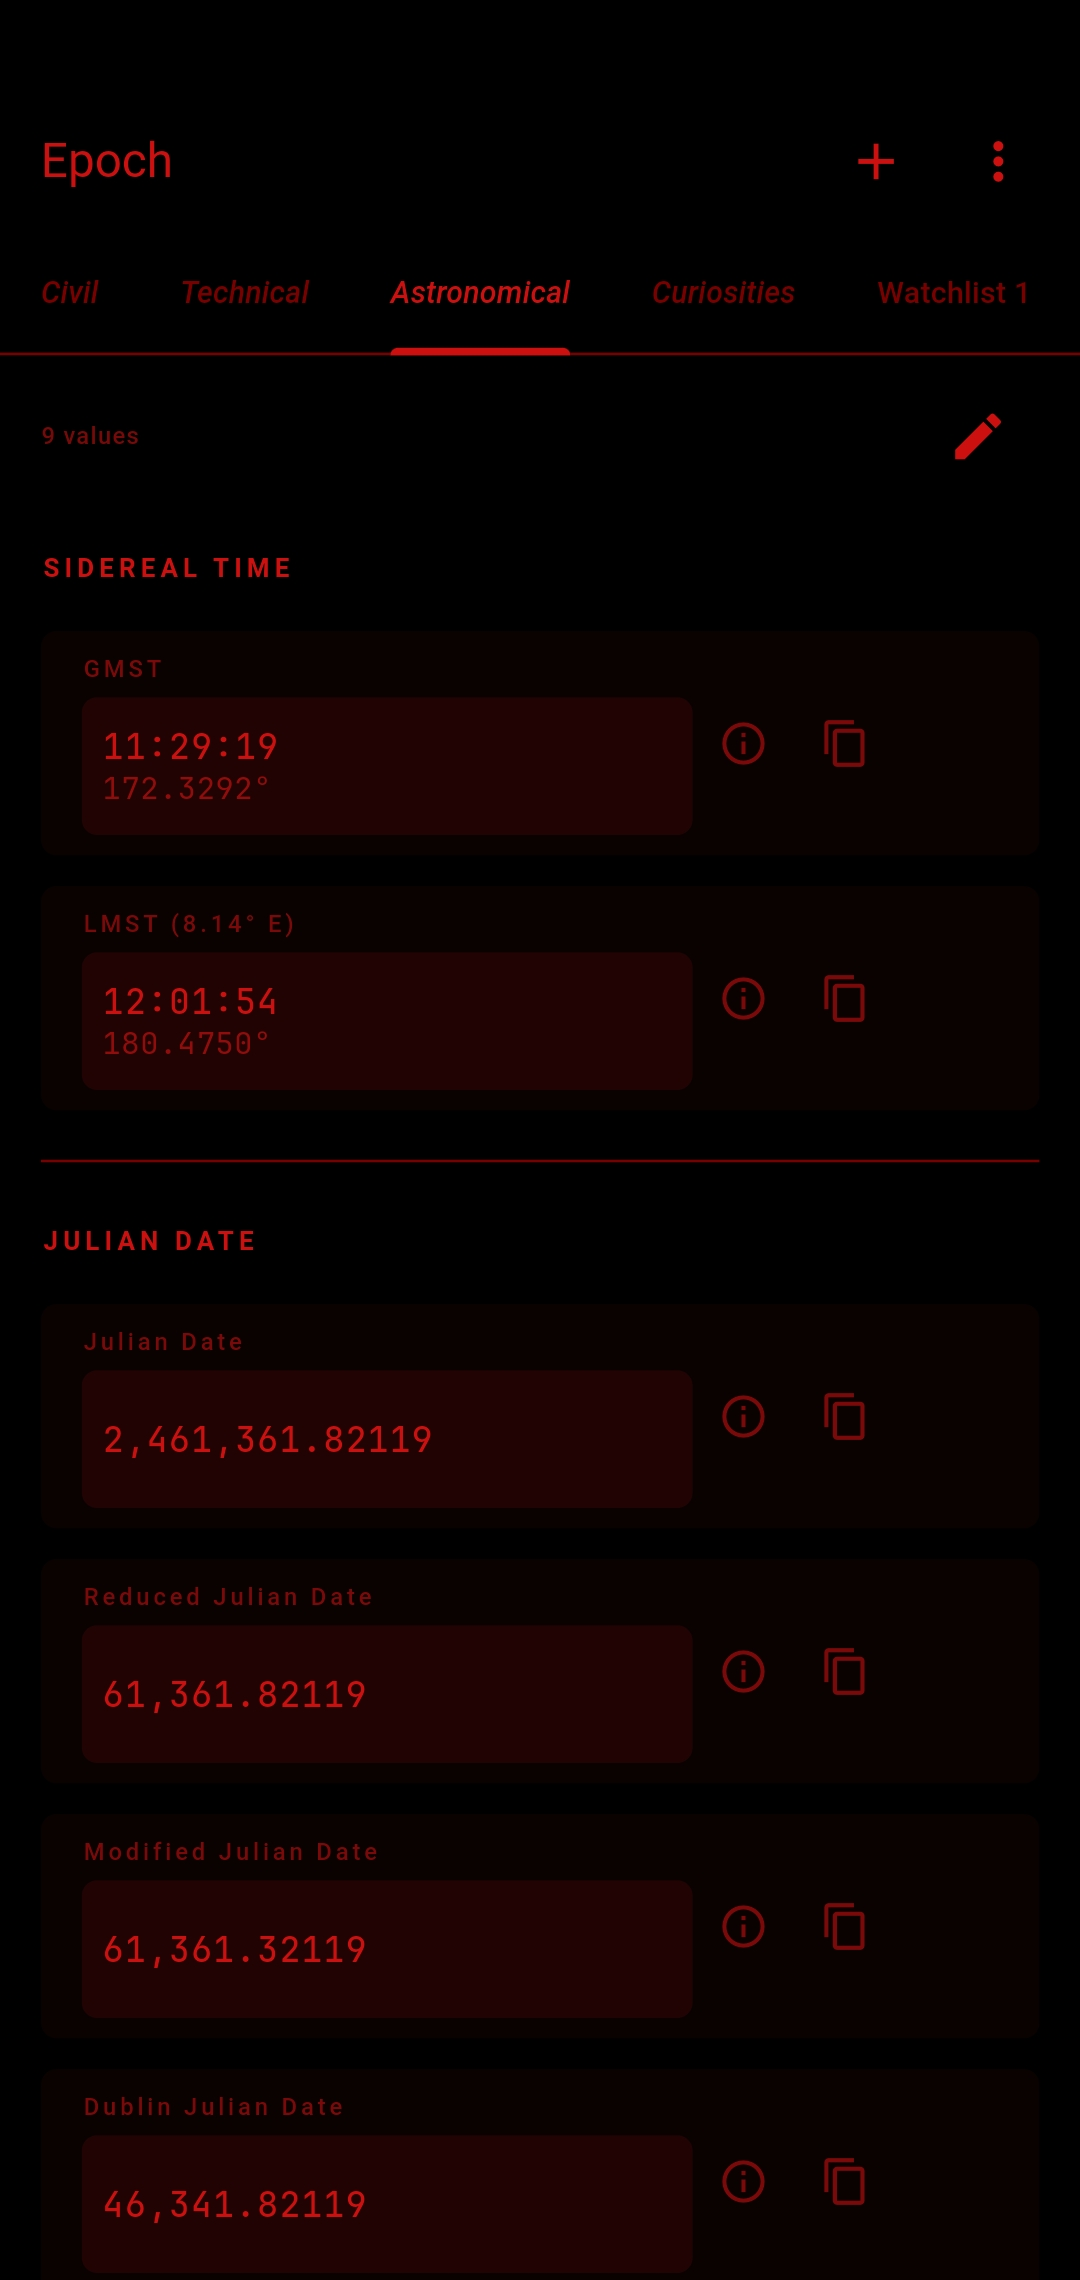 Epoch
Civil Technical Astronomical Curiosities Watchlist 1
9 values
SIDEREAL TIME
GMST
11:29:19
172.3292°
LMST (8.14° E)
12:01:54
180.4750°
JULIAN DATE
Julian Date
2,461,361.82119
Reduced Julian Date
61,361.82119
Modified Julian Date
61,361.32119
Dublin Julian Date
46,341.82119